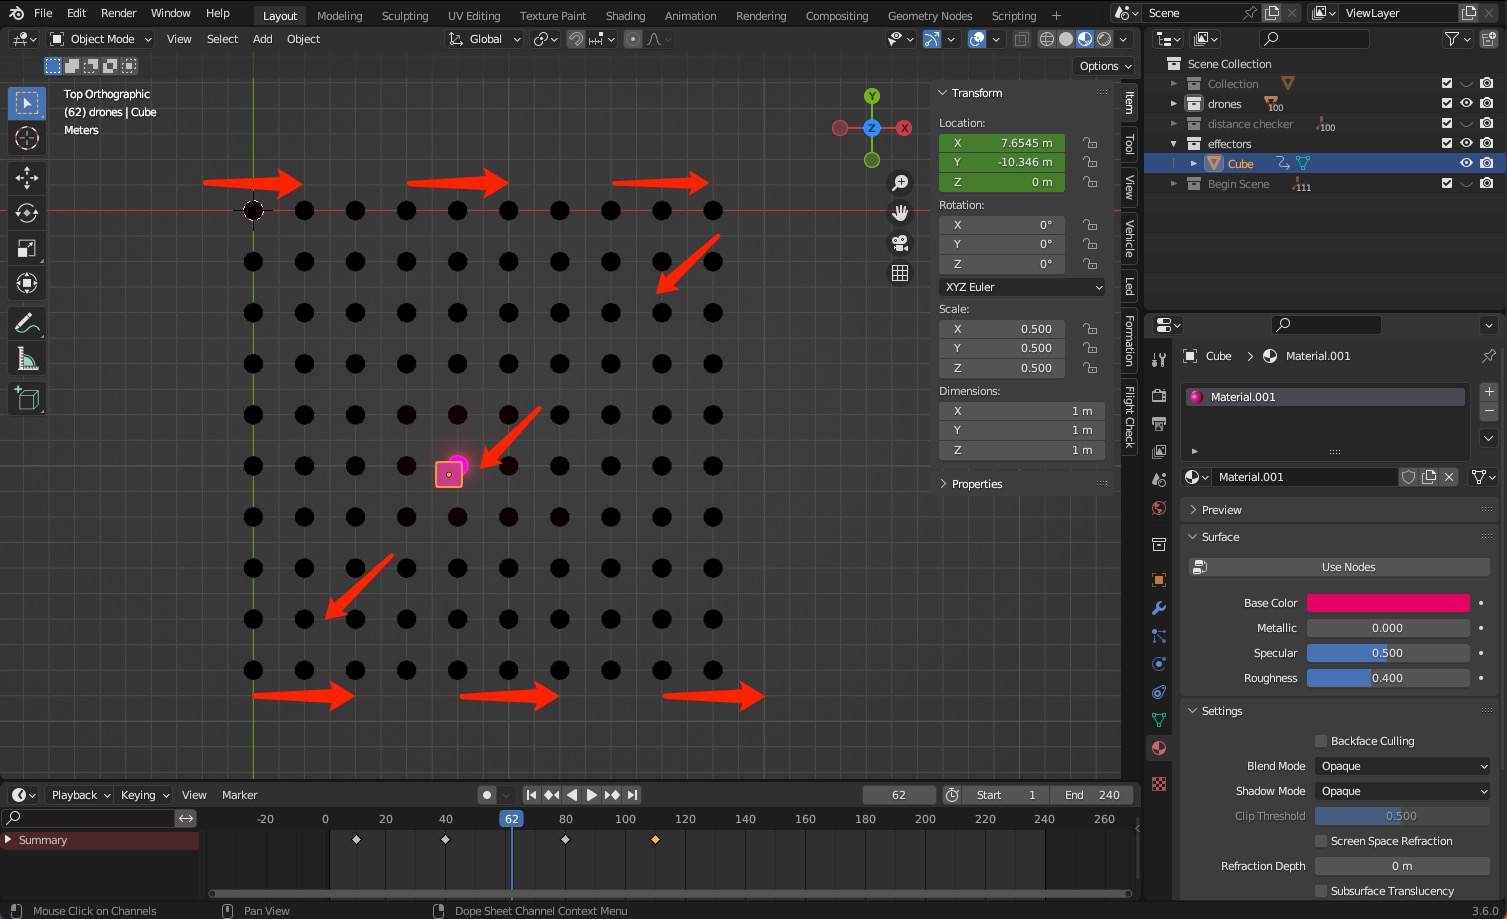 File Edit Render Window Help Layout Modeling Sculpting UV Editing Texture Paint Shading Animation Rendering Compositing Geometry Nodes Scripting + Scene ViewLayer
Object Mode View Select Add Object Global
Options
Top Orthographic
(62) drones | Cube
Meters
Y
Z
X
Transform
Location:
X 7.6545 m
Y -10.346 m
Z 0 m
Rotation:
X 0°
Y 0°
Z 0°
XYZ Euler
Scale:
X 0.500
Y 0.500
Z 0.500
Dimensions:
X 1 m
Y 1 m
Z 1 m
Properties
Item
Tool
View
Vehicle
Led
Formation
Flight Check
Scene Collection
Collection
drones 100
distance checker 100
effectors
Cube
Begin Scene 111
Cube > Material.001
Material.001
Material.001
Preview
Surface
Use Nodes
Base Color
Metallic 0.000
Specular 0.500
Roughness 0.400
Settings
Backface Culling
Blend Mode Opaque
Shadow Mode Opaque
Clip Threshold 0.500
Screen Space Refraction
Refraction Depth 0 m
Subsurface Translucency
Playback Keying View Marker 62 Start 1 End 240
-20 0 20 40 62 80 100 120 140 160 180 200 220 240 260
Summary
Mouse Click on Channels Pan View Dope Sheet Channel Context Menu 3.6.0